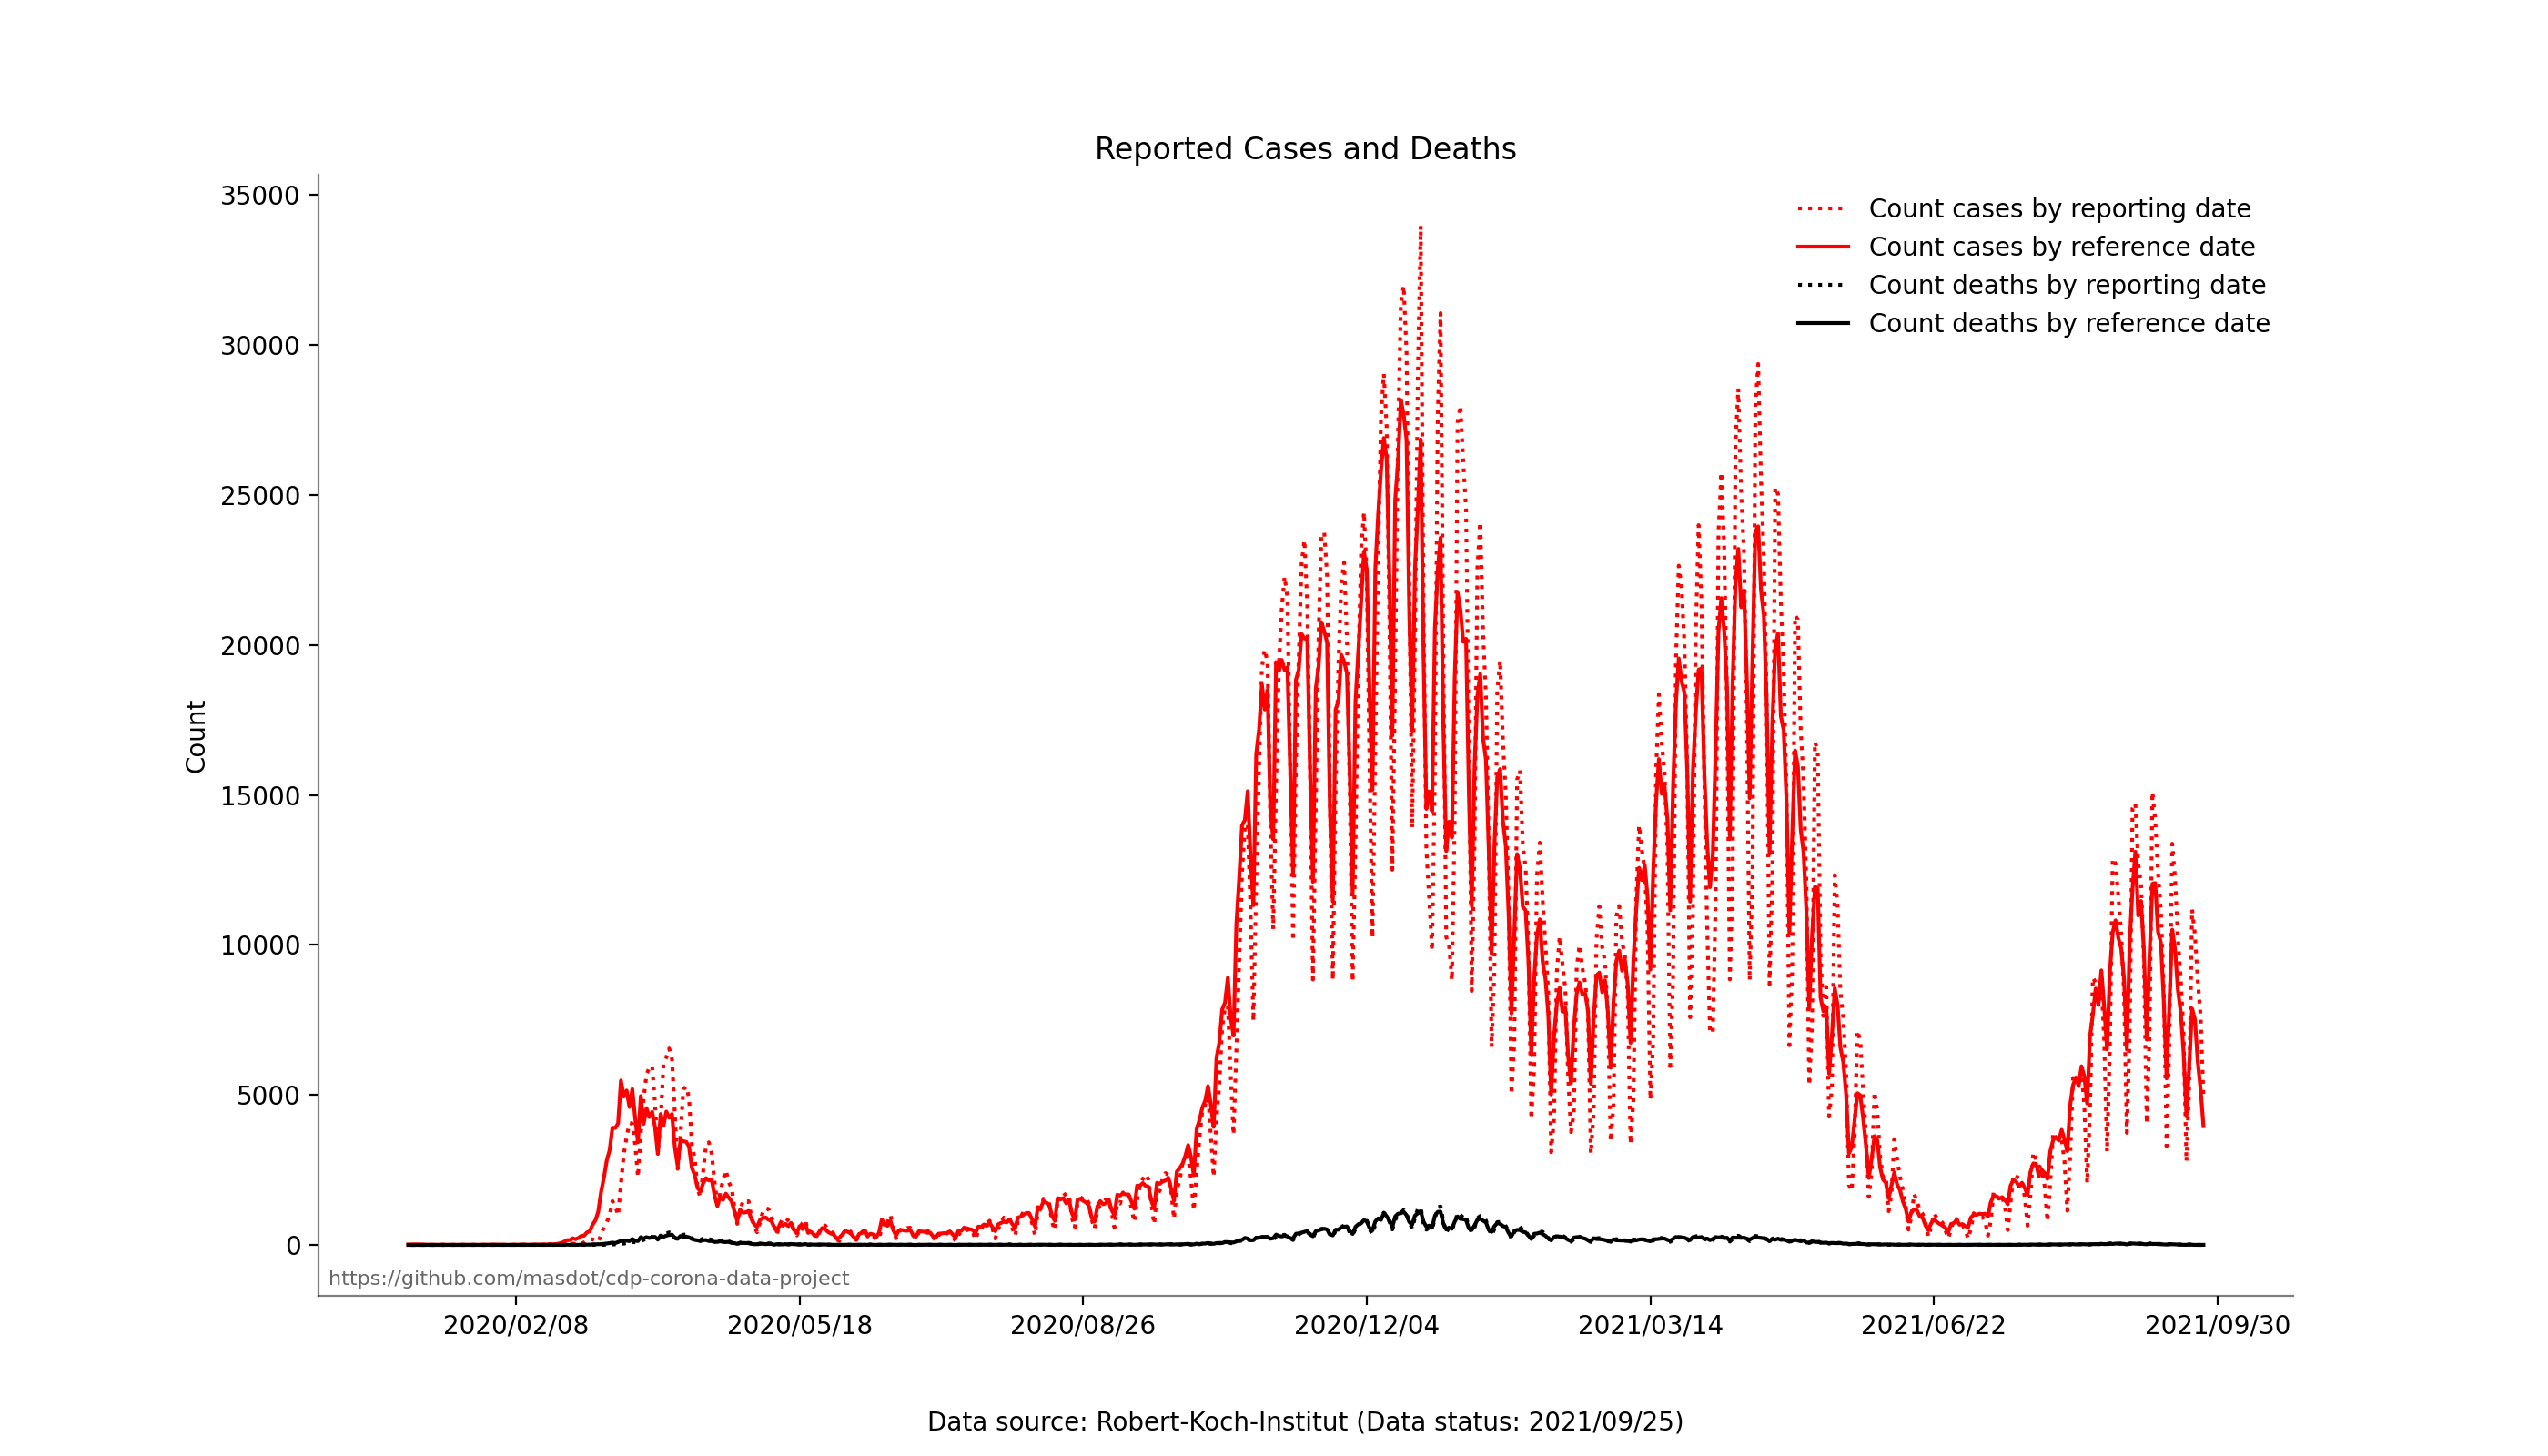 Reported Cases and Deaths
35000
30000
25000
20000
15000
10000
5000
0
Count
Count cases by reporting date
Count cases by reference date
Count deaths by reporting date
Count deaths by reference date
https://github.com/masdot/cdp-corona-data-project
2020/02/08 2020/05/18 2020/08/26 2020/12/04 2021/03/14 2021/06/22 2021/09/30
Data source: Robert-Koch-Institut (Data status: 2021/09/25)